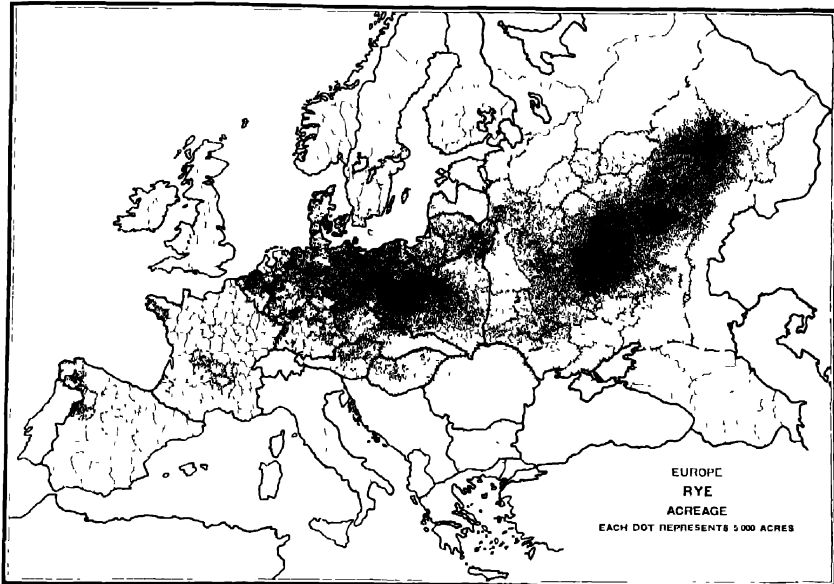 EUROPE
RYE
ACREAGE
EACH DOT REPRESENTS 5 000 ACRES